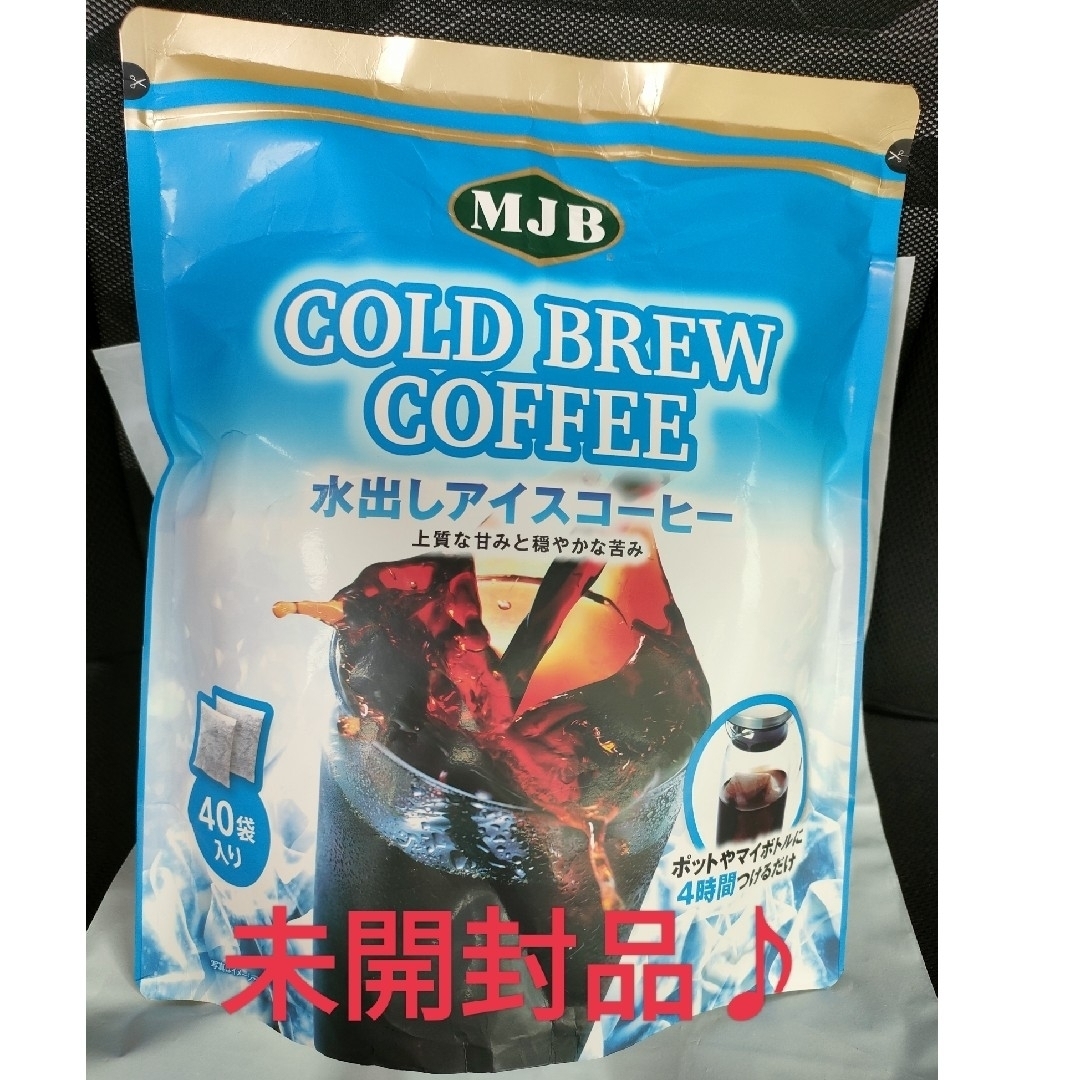 MJB
COLD BREW
COFFEE
水出しアイスコーヒー
上質な甘みと穏やかな苦み
40袋
入り
ポットやマイボトルに
4時間つけるだけ
未開封品♪